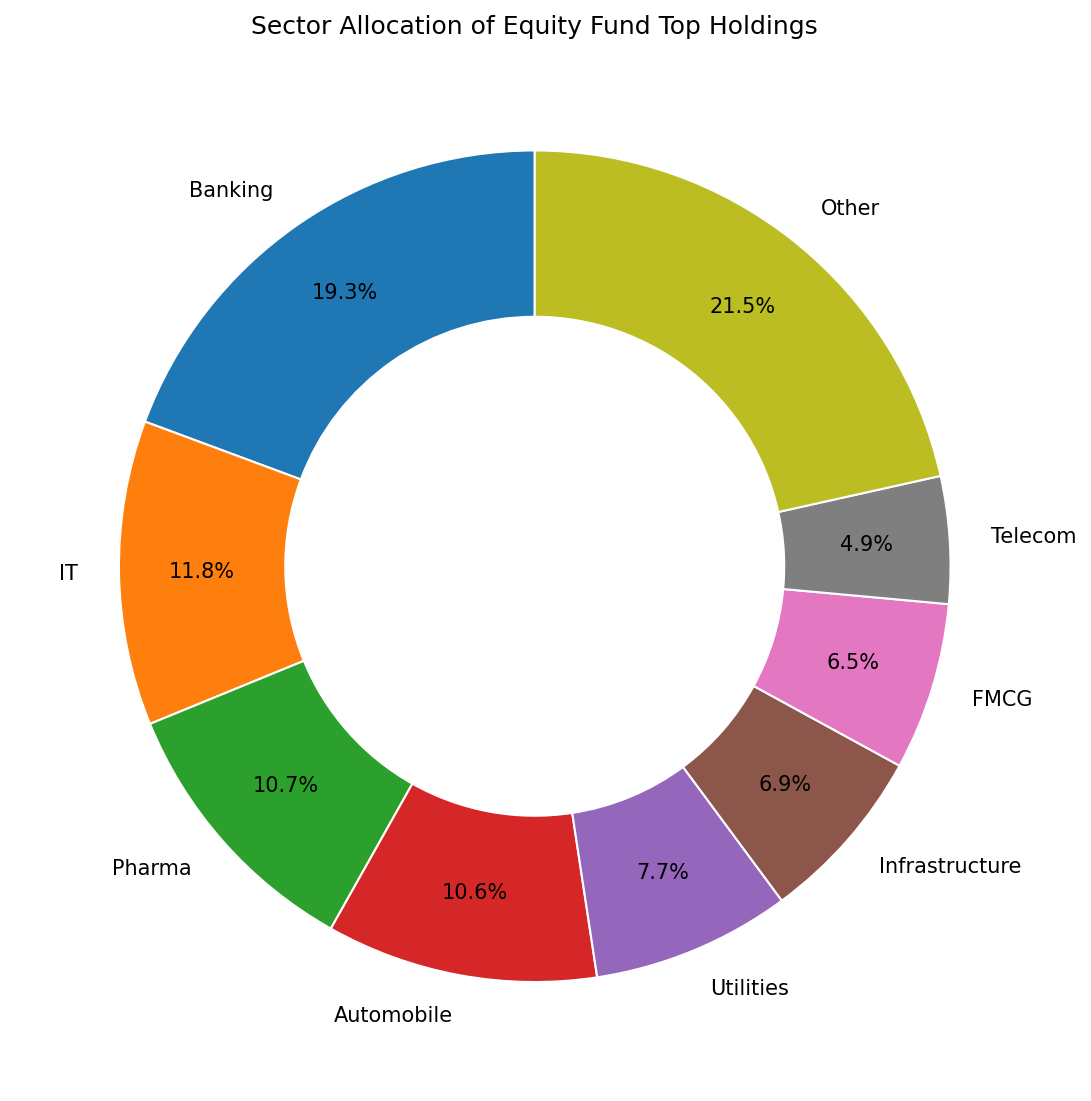 Sector Allocation of Equity Fund Top Holdings
Banking
19.3%
IT
11.8%
Pharma
10.7%
Automobile
10.6%
Utilities
7.7%
Infrastructure
6.9%
FMCG
6.5%
Telecom
4.9%
Other
21.5%